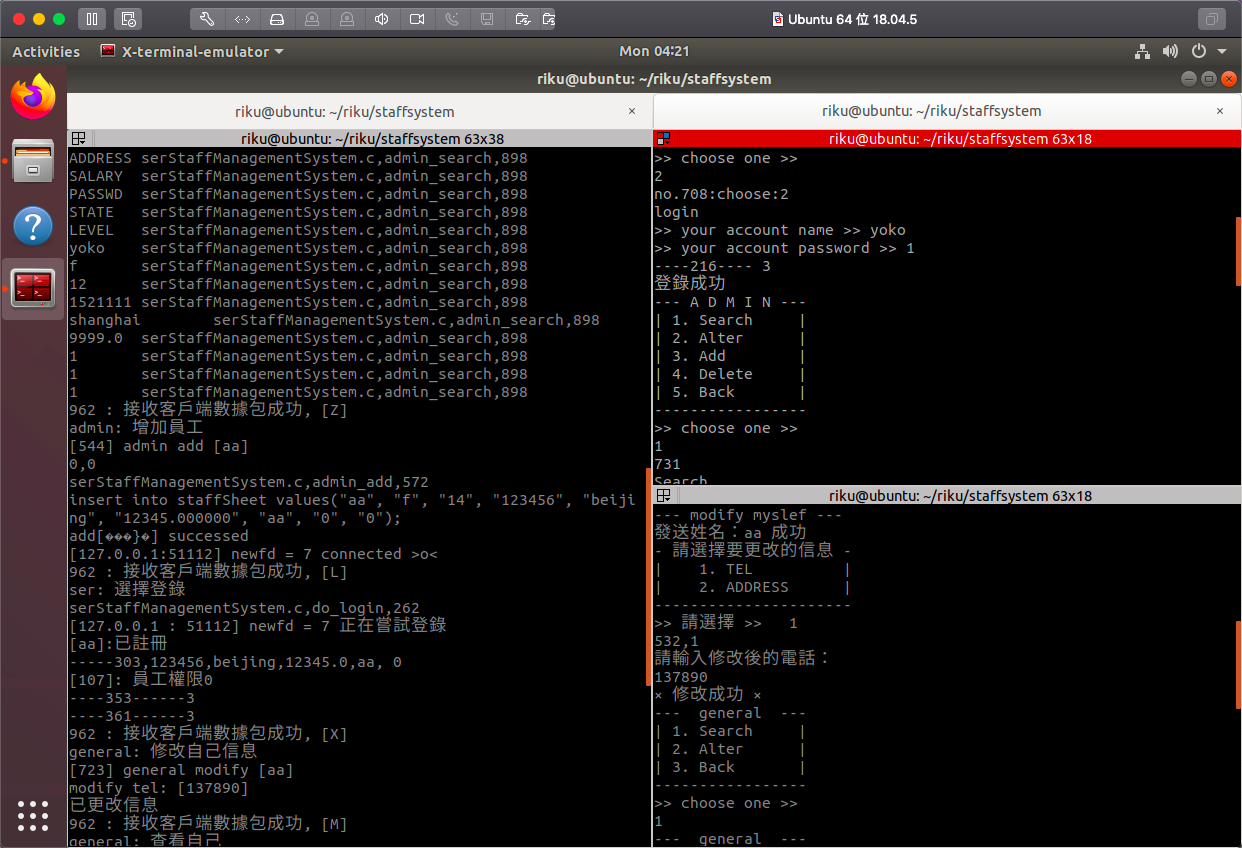 Ubuntu 64 位 18.04.5
Activities X-terminal-emulator Mon 04:21
riku@ubuntu: ~/riku/staffsystem
riku@ubuntu: ~/riku/staffsystem ×
riku@ubuntu: ~/riku/staffsystem ×
riku@ubuntu: ~/riku/staffsystem 63x38
ADDRESS serStaffManagementSystem.c,admin_search,898
SALARY serStaffManagementSystem.c,admin_search,898
PASSWD serStaffManagementSystem.c,admin_search,898
STATE serStaffManagementSystem.c,admin_search,898
LEVEL serStaffManagementSystem.c,admin_search,898
yoko serStaffManagementSystem.c,admin_search,898
f serStaffManagementSystem.c,admin_search,898
12 serStaffManagementSystem.c,admin_search,898
1521111 serStaffManagementSystem.c,admin_search,898
shanghai serStaffManagementSystem.c,admin_search,898
9999.0 serStaffManagementSystem.c,admin_search,898
1 serStaffManagementSystem.c,admin_search,898
1 serStaffManagementSystem.c,admin_search,898
1 serStaffManagementSystem.c,admin_search,898
962 : 接收客戶端數據包成功, [Z]
admin: 增加員工
[544] admin add [aa]
0,0
serStaffManagementSystem.c,admin_add,572
insert into staffSheet values("aa", "f", "14", "123456", "beiji
ng", "12345.000000", "aa", "0", "0");
add[���}�] successed
[127.0.0.1:51112] newfd = 7 connected >o<
962 : 接收客戶端數據包成功, [L]
ser: 選擇登錄
serStaffManagementSystem.c,do_login,262
[127.0.0.1 : 51112] newfd = 7 正在嘗試登錄
[aa]:已註冊
-----303,123456,beijing,12345.0,aa, 0
[107]: 員工權限0
----353------3
----361------3
962 : 接收客戶端數據包成功, [X]
general: 修改自己信息
[723] general modify [aa]
modify tel: [137890]
已更改信息
962 : 接收客戶端數據包成功, [M]
general: 查看自己
riku@ubuntu: ~/riku/staffsystem 63x18
>> choose one >>
2
no.708:choose:2
login
>> your account name >> yoko
>> your account password >> 1
----216---- 3
登錄成功
--- A D M I N ---
| 1. Search |
| 2. Alter |
| 3. Add |
| 4. Delete |
| 5. Back |
-----------------
>> choose one >>
1
731
Search
riku@ubuntu: ~/riku/staffsystem 63x18
--- modify myslef ---
發送姓名：aa 成功
- 請選擇要更改的信息 -
| 1. TEL |
| 2. ADDRESS |
----------------------
>> 請選擇 >> 1
532,1
請輸入修改後的電話：
137890
× 修改成功 ×
--- general ---
| 1. Search |
| 2. Alter |
| 3. Back |
-----------------
>> choose one >>
1
--- general ---